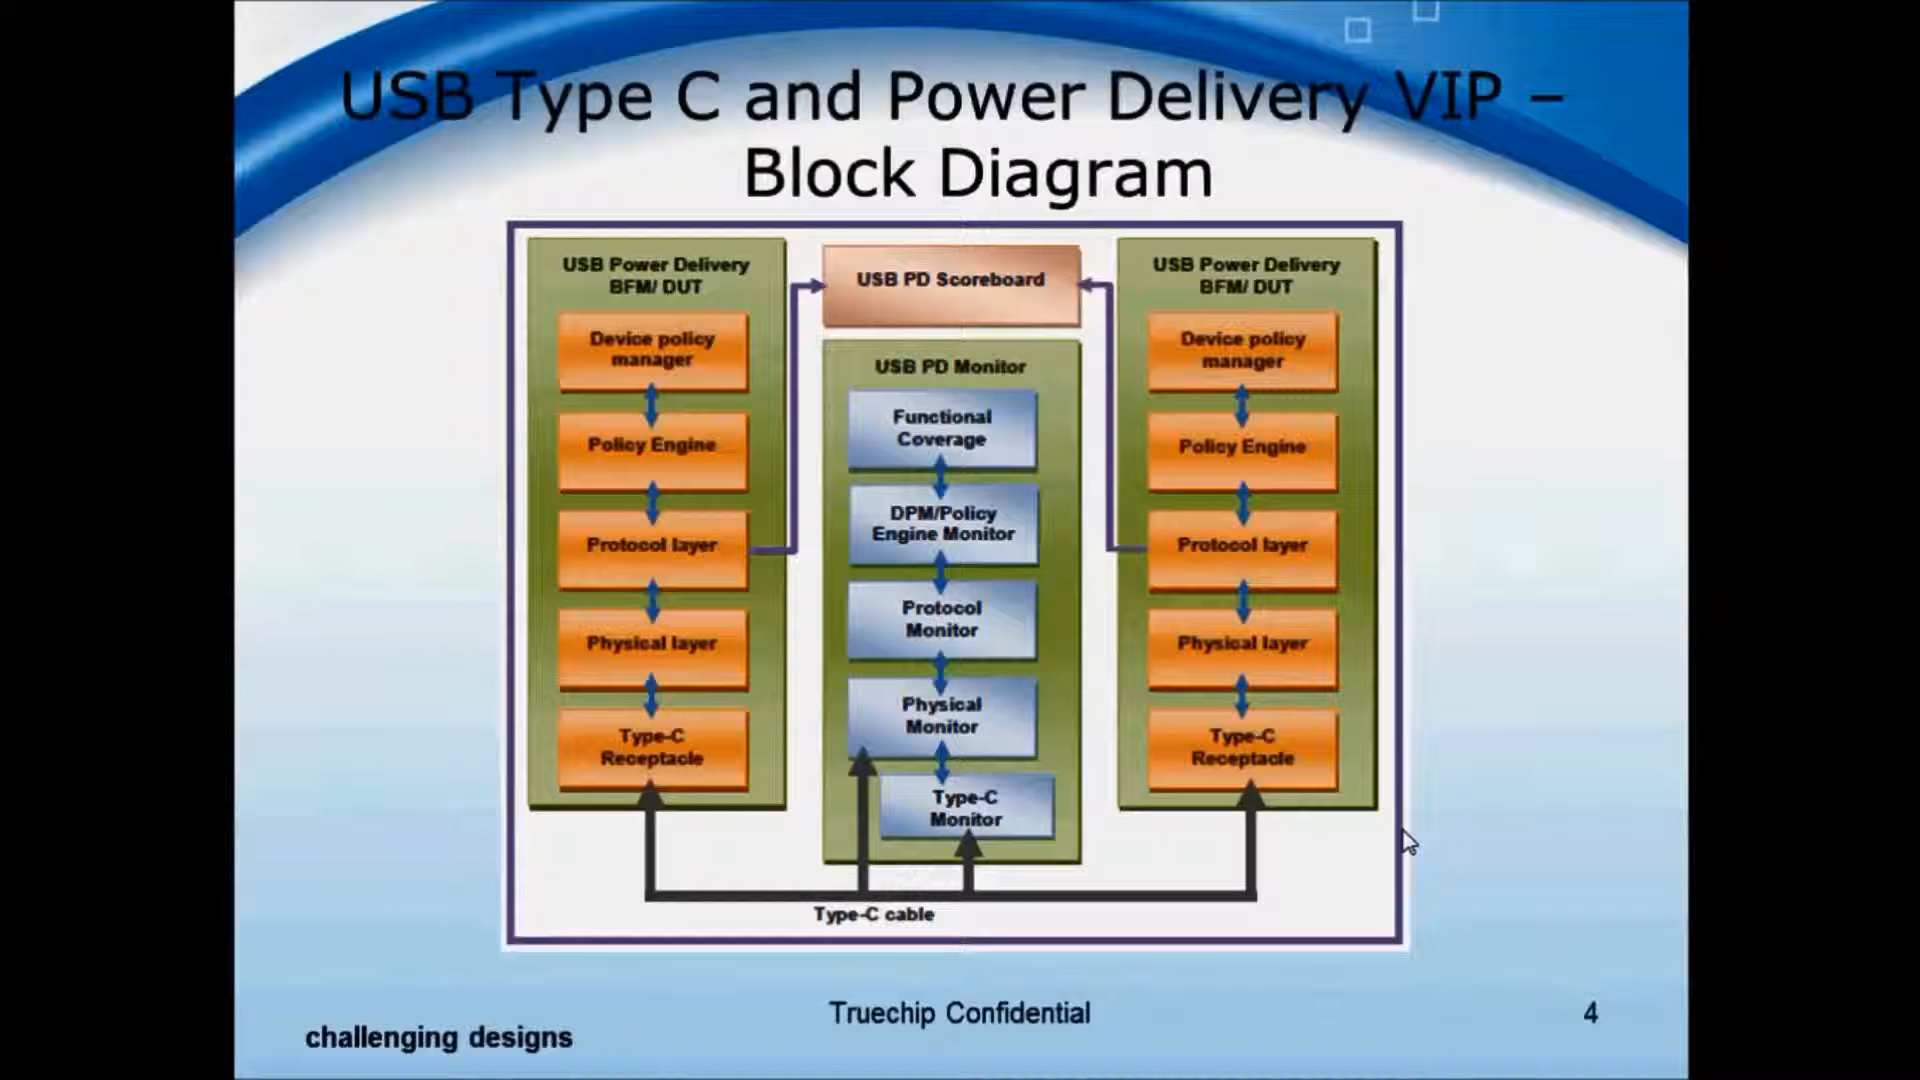 USB Type C and Power Delivery VIP –
Block Diagram
USB Power Delivery
BFM/ DUT
Device policy
manager
Policy Engine
Protocol layer
Physical layer
Type-C
Receptacle
USB PD Scoreboard
USB PD Monitor
Functional
Coverage
DPM/Policy
Engine Monitor
Protocol
Monitor
Physical
Monitor
Type-C
Monitor
USB Power Delivery
BFM/ DUT
Device policy
manager
Policy Engine
Protocol layer
Physical layer
Type-C
Receptacle
Type-C cable
Truechip Confidential
4
challenging designs